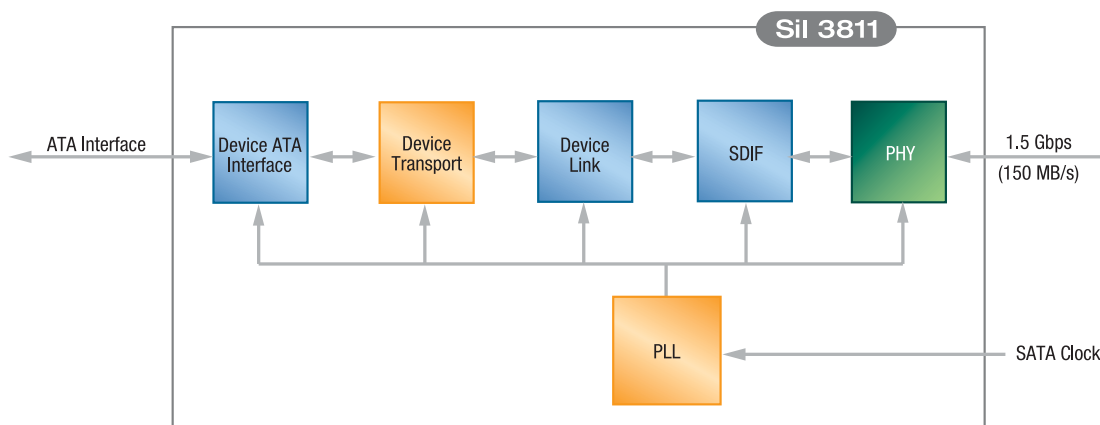 SiI 3811
ATA Interface
Device ATA
Interface
Device
Transport
Device
Link
SDIF
PHY
1.5 Gbps
(150 MB/s)
PLL
SATA Clock